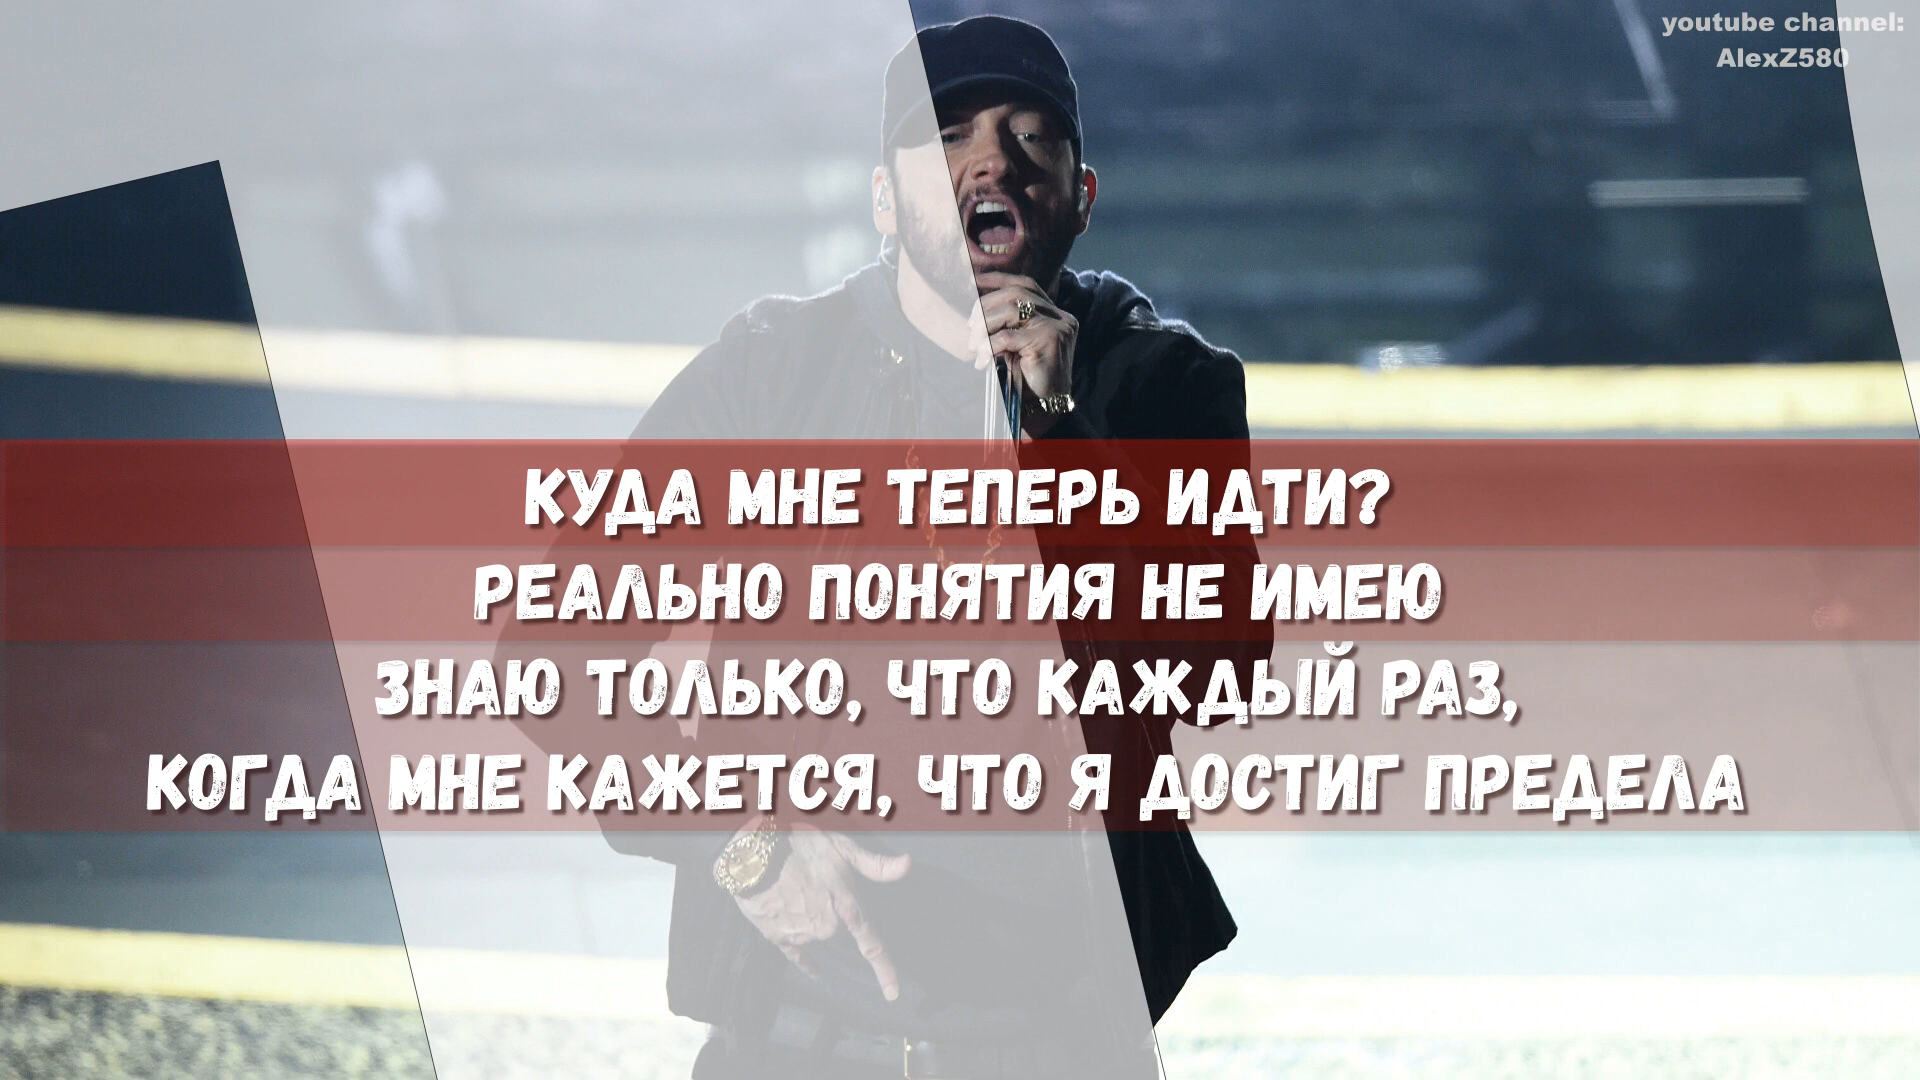 youtube channel:
AlexZ580
КУДА МНЕ ТЕПЕРЬ ИДТИ?
РЕАЛЬНО ПОНЯТИЯ НЕ ИМЕЮ
ЗНАЮ ТОЛЬКО, ЧТО КАЖДЫЙ РАЗ,
КОГДА МНЕ КАЖЕТСЯ, ЧТО Я ДОСТИГ ПРЕДЕЛА